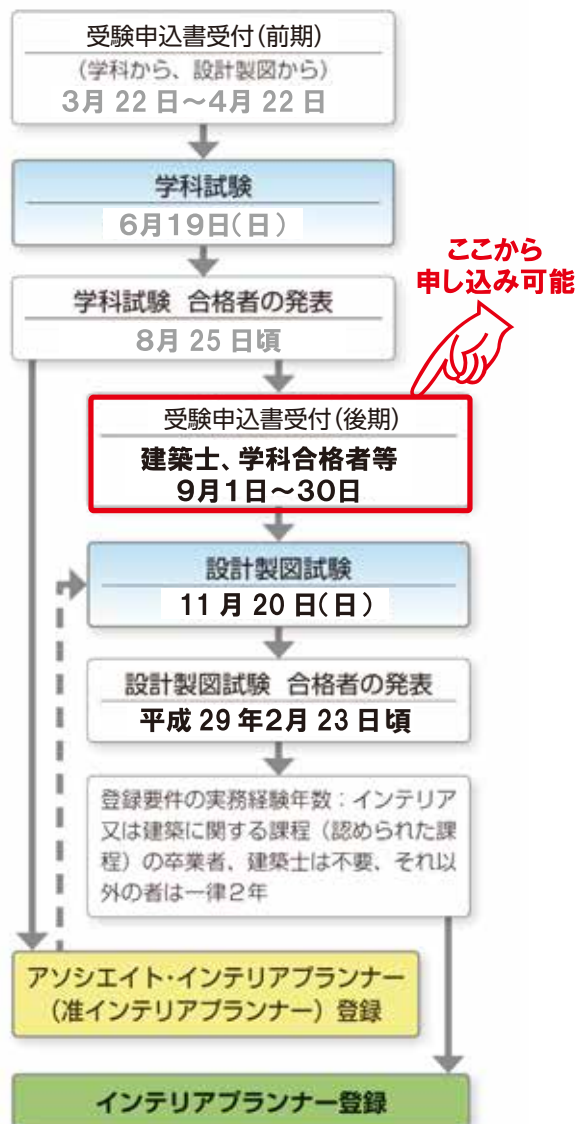 受験申込書受付(前期)
(学科から、設計製図から)
3月 22 日～4月 22 日
学科試験
6月19日(日)
ここから
申し込み可能
学科試験 合格者の発表
8月 25 日頃
受験申込書受付(後期)
建築士、学科合格者等
9月1日～30日
設計製図試験
11 月 20 日(日)
設計製図試験 合格者の発表
平成 29 年2月 23 日頃
登録要件の実務経験年数：インテリア
又は建築に関する課程（認められた課
程）の卒業者、建築士は不要、それ以
外の者は一律2年
アソシエイト・インテリアプランナー
（准インテリアプランナー）登録
インテリアプランナー登録